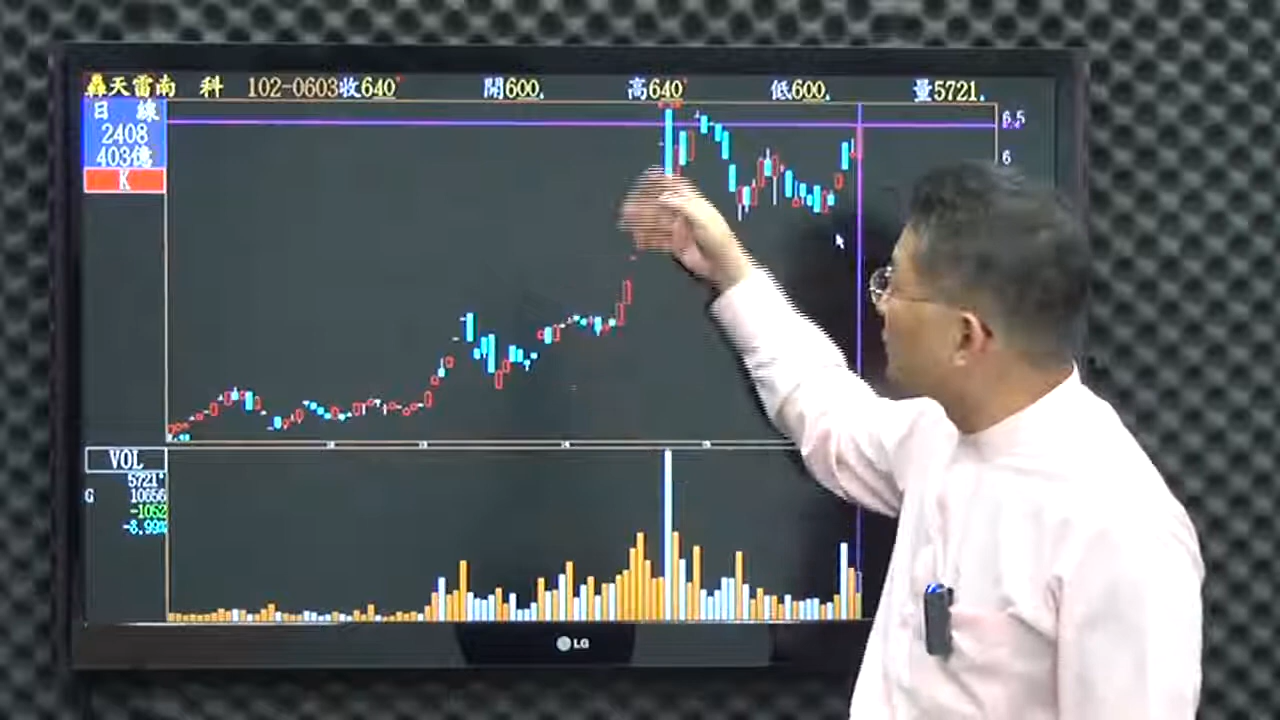 轟天雷南 科 102-0603收640* 開600. 高640* 低600. 量5721.
日 線
2408
403億
K
6.5
6
VOL
5721*
G 10656
-1052
-8.99%
LG